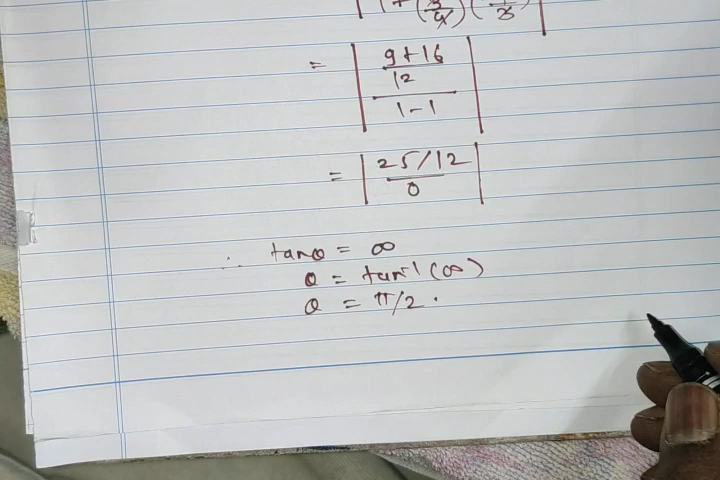 = | 9+16 / 12 / 1-1 |
= | 25/12 / 0 |
∴ tanθ = ∞
θ = tan⁻¹(∞)
θ = π/2.